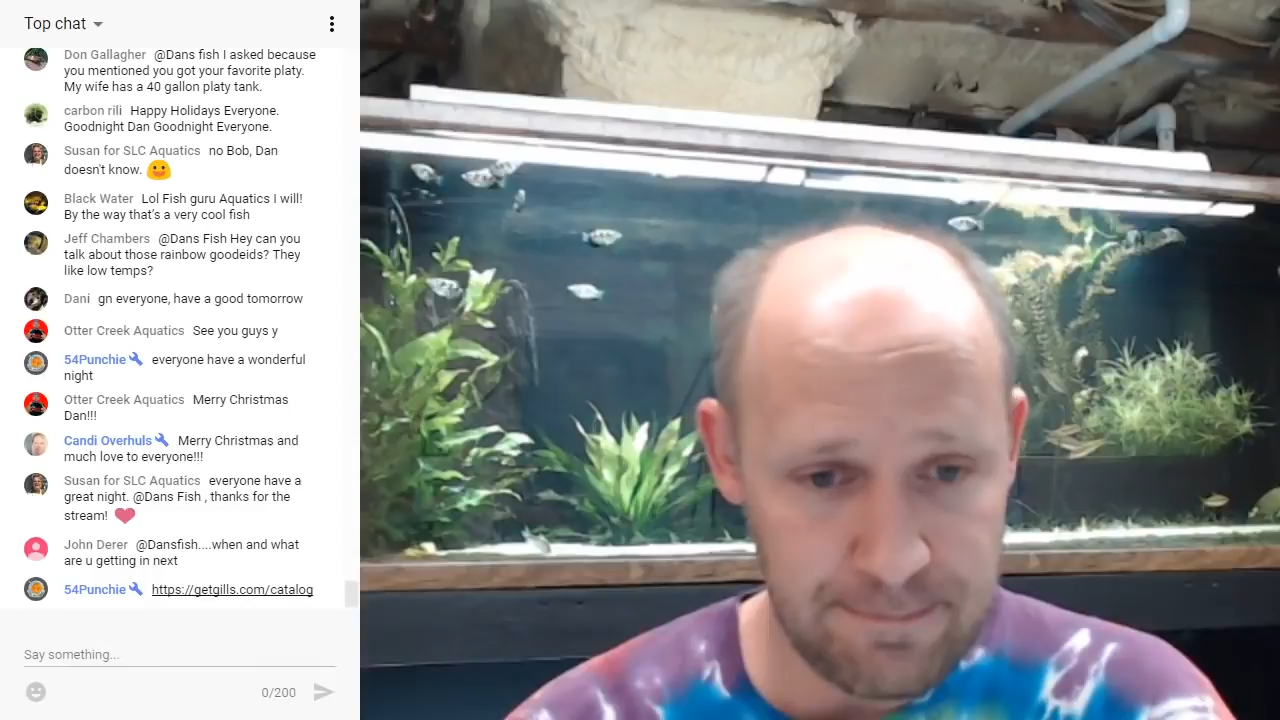 Top chat
Don Gallagher @Dans fish I asked because
you mentioned you got your favorite platy.
My wife has a 40 gallon platy tank.
carbon rili Happy Holidays Everyone.
Goodnight Dan Goodnight Everyone.
Susan for SLC Aquatics no Bob, Dan
doesn't know.
Black Water Lol Fish guru Aquatics I will!
By the way that's a very cool fish
Jeff Chambers @Dans Fish Hey can you
talk about those rainbow goodeids? They
like low temps?
Dani gn everyone, have a good tomorrow
Otter Creek Aquatics See you guys y
54Punchie everyone have a wonderful
night
Otter Creek Aquatics Merry Christmas
Dan!!!
Candi Overhuls Merry Christmas and
much love to everyone!!!
Susan for SLC Aquatics everyone have a
great night. @Dans Fish , thanks for the
stream!
John Derer @Dansfish....when and what
are u getting in next
54Punchie https://getgills.com/catalog
Say something...
0/200